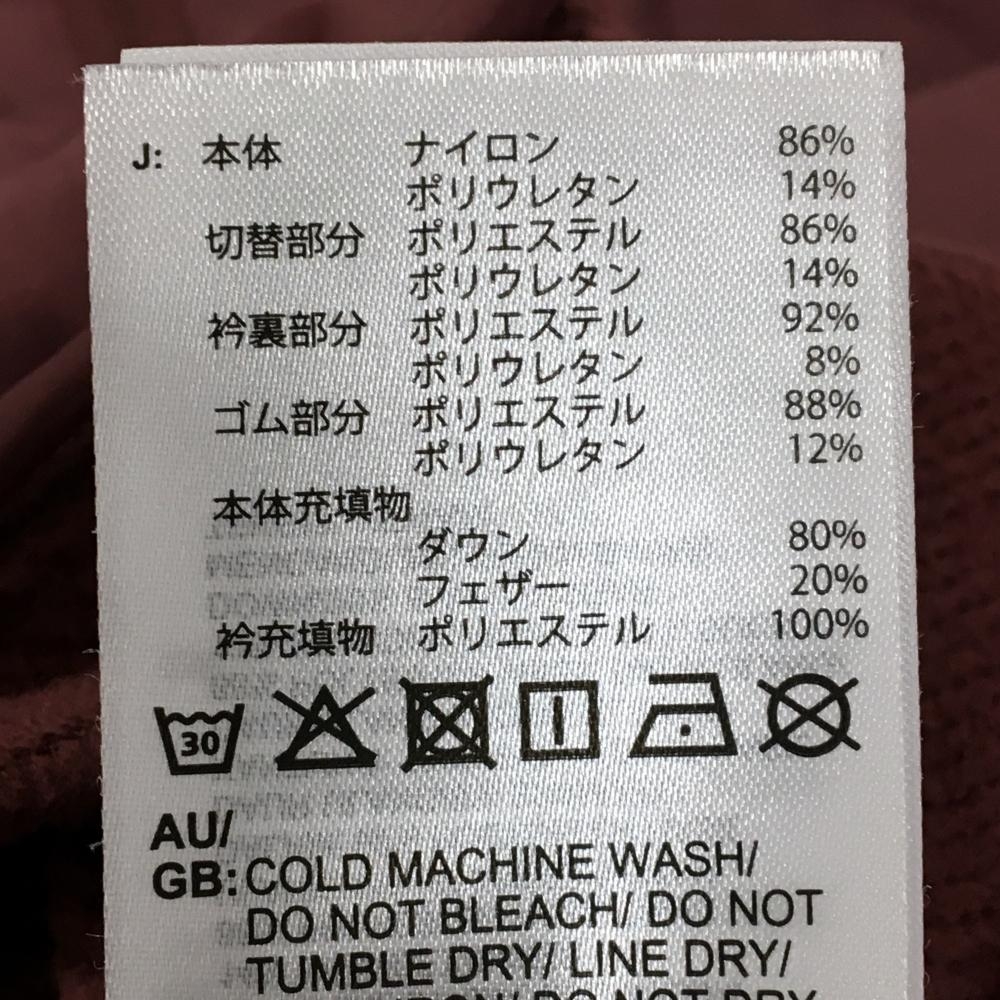 J: 本体 ナイロン 86%
ポリウレタン 14%
切替部分 ポリエステル 86%
ポリウレタン 14%
衿裏部分 ポリエステル 92%
ポリウレタン 8%
ゴム部分 ポリエステル 88%
ポリウレタン 12%
本体充填物
ダウン 80%
フェザー 20%
衿充填物 ポリエステル 100%
30
AU/
GB: COLD MACHINE WASH/
DO NOT BLEACH/ DO NOT
TUMBLE DRY/ LINE DRY/